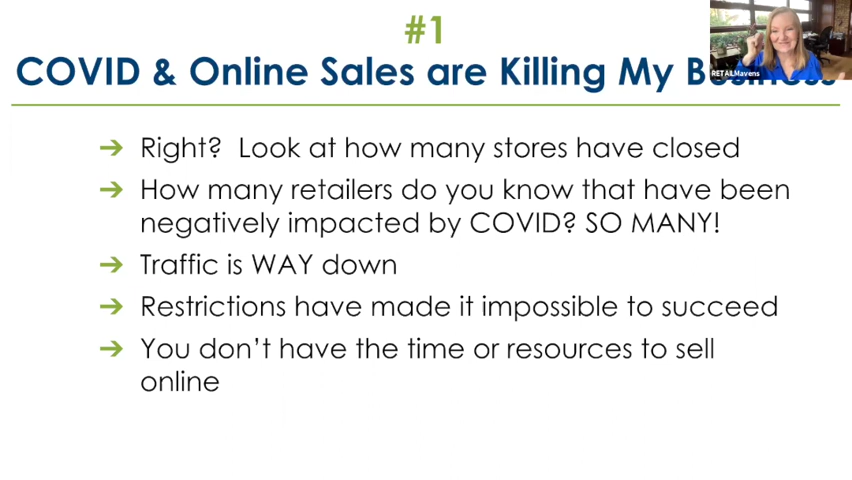 #1
COVID & Online Sales are Killing My Business
RETAILMavens
➔ Right? Look at how many stores have closed
➔ How many retailers do you know that have been
negatively impacted by COVID? SO MANY!
➔ Traffic is WAY down
➔ Restrictions have made it impossible to succeed
➔ You don't have the time or resources to sell
online